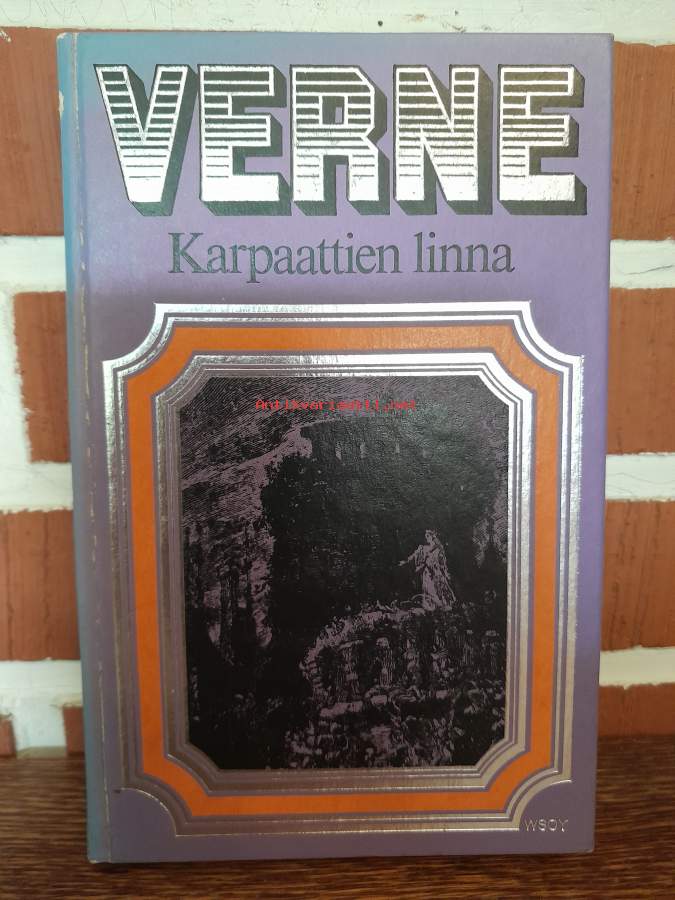 VERNE
Karpaattien linna
Antikvariaatti.net
WSOY